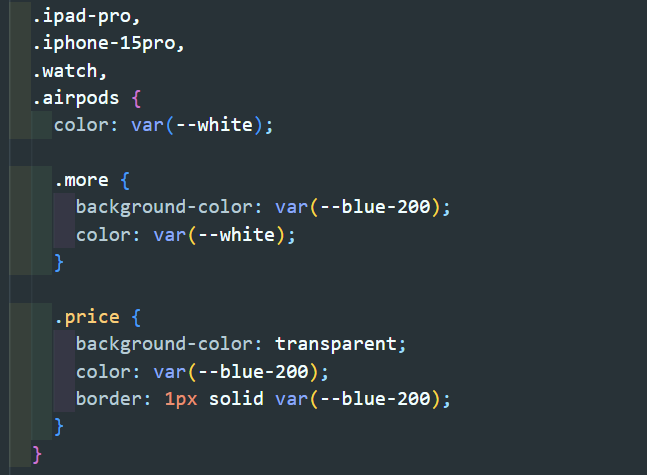 .ipad-pro,
.iphone-15pro,
.watch,
.airpods {
color: var(--white);
.more {
background-color: var(--blue-200);
color: var(--white);
}
.price {
background-color: transparent;
color: var(--blue-200);
border: 1px solid var(--blue-200);
}
}